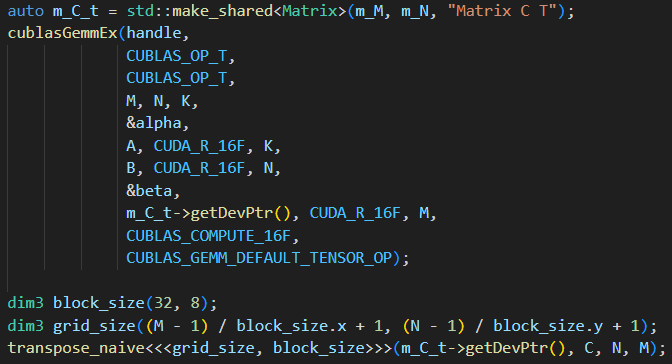 auto m_C_t = std::make_shared<Matrix>(m_M, m_N, "Matrix C T");
cublasGemmEx(handle,
CUBLAS_OP_T,
CUBLAS_OP_T,
M, N, K,
&alpha,
A, CUDA_R_16F, K,
B, CUDA_R_16F, N,
&beta,
m_C_t->getDevPtr(), CUDA_R_16F, M,
CUBLAS_COMPUTE_16F,
CUBLAS_GEMM_DEFAULT_TENSOR_OP);
dim3 block_size(32, 8);
dim3 grid_size((M - 1) / block_size.x + 1, (N - 1) / block_size.y + 1);
transpose_naive<<<grid_size, block_size>>>(m_C_t->getDevPtr(), C, N, M);